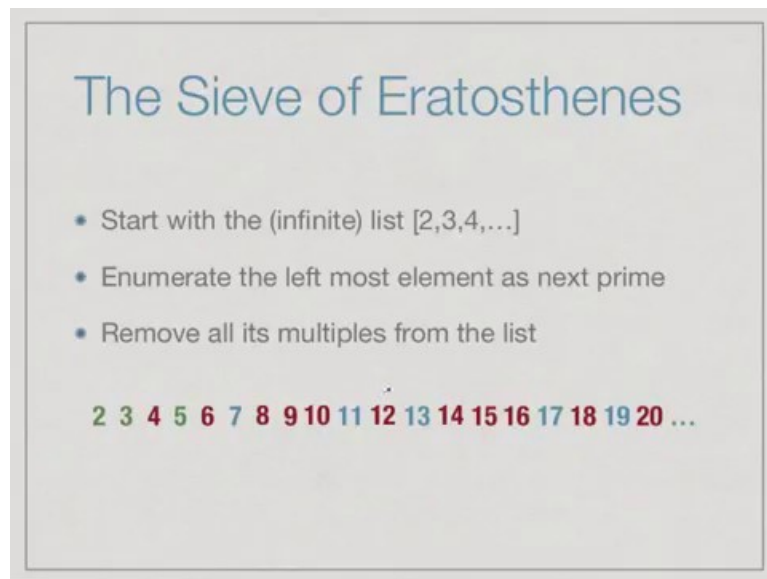 The Sieve of Eratosthenes
• Start with the (infinite) list [2,3,4,…]
• Enumerate the left most element as next prime
• Remove all its multiples from the list
2 3 4 5 6 7 8 9 10 11 12 13 14 15 16 17 18 19 20 …